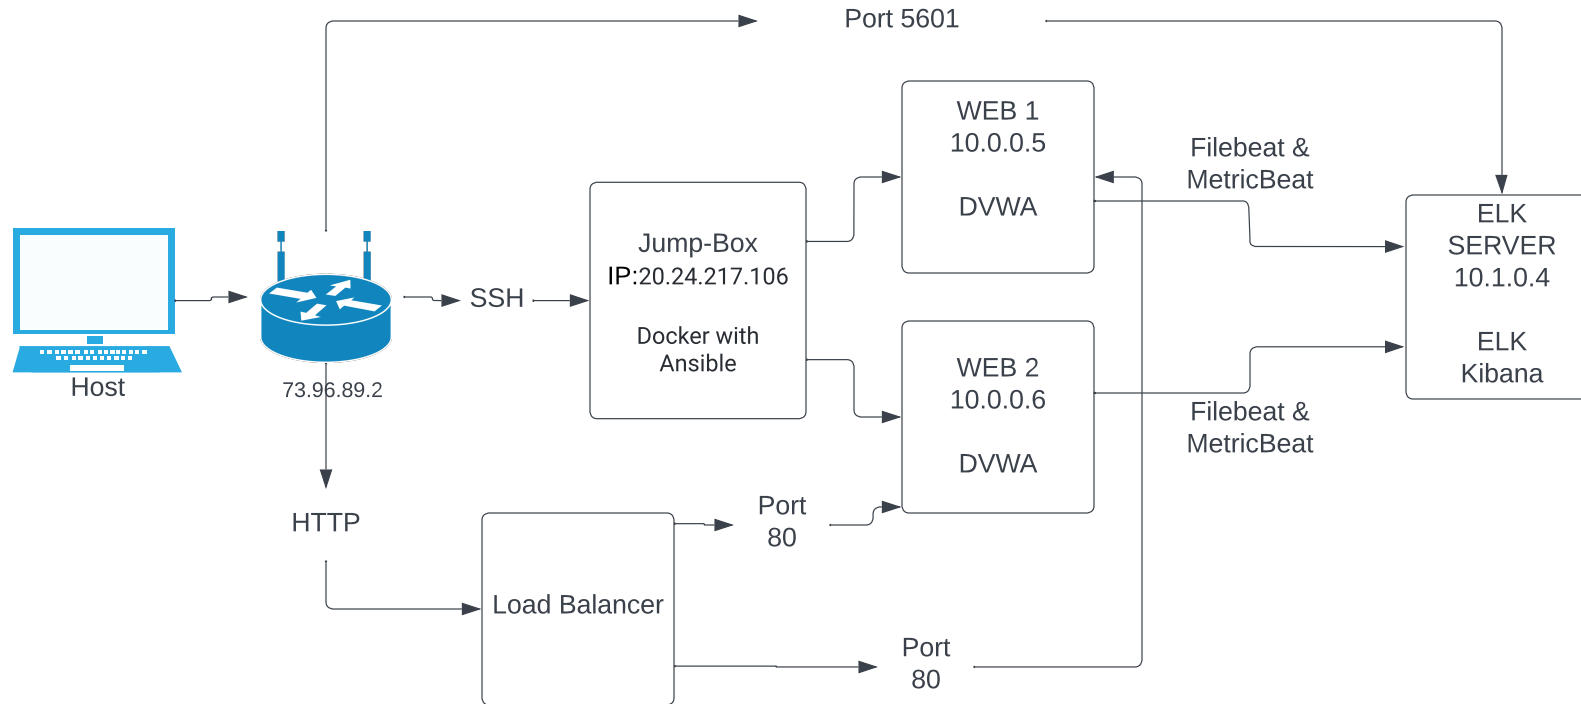 Port 5601
WEB 1
10.0.0.5
DVWA
Filebeat &
MetricBeat
Jump-Box
IP:20.24.217.106
Docker with
Ansible
ELK
SERVER
10.1.0.4
ELK
Kibana
SSH
Host
73.96.89.2
WEB 2
10.0.0.6
DVWA
Filebeat &
MetricBeat
HTTP
Port
80
Load Balancer
Port
80